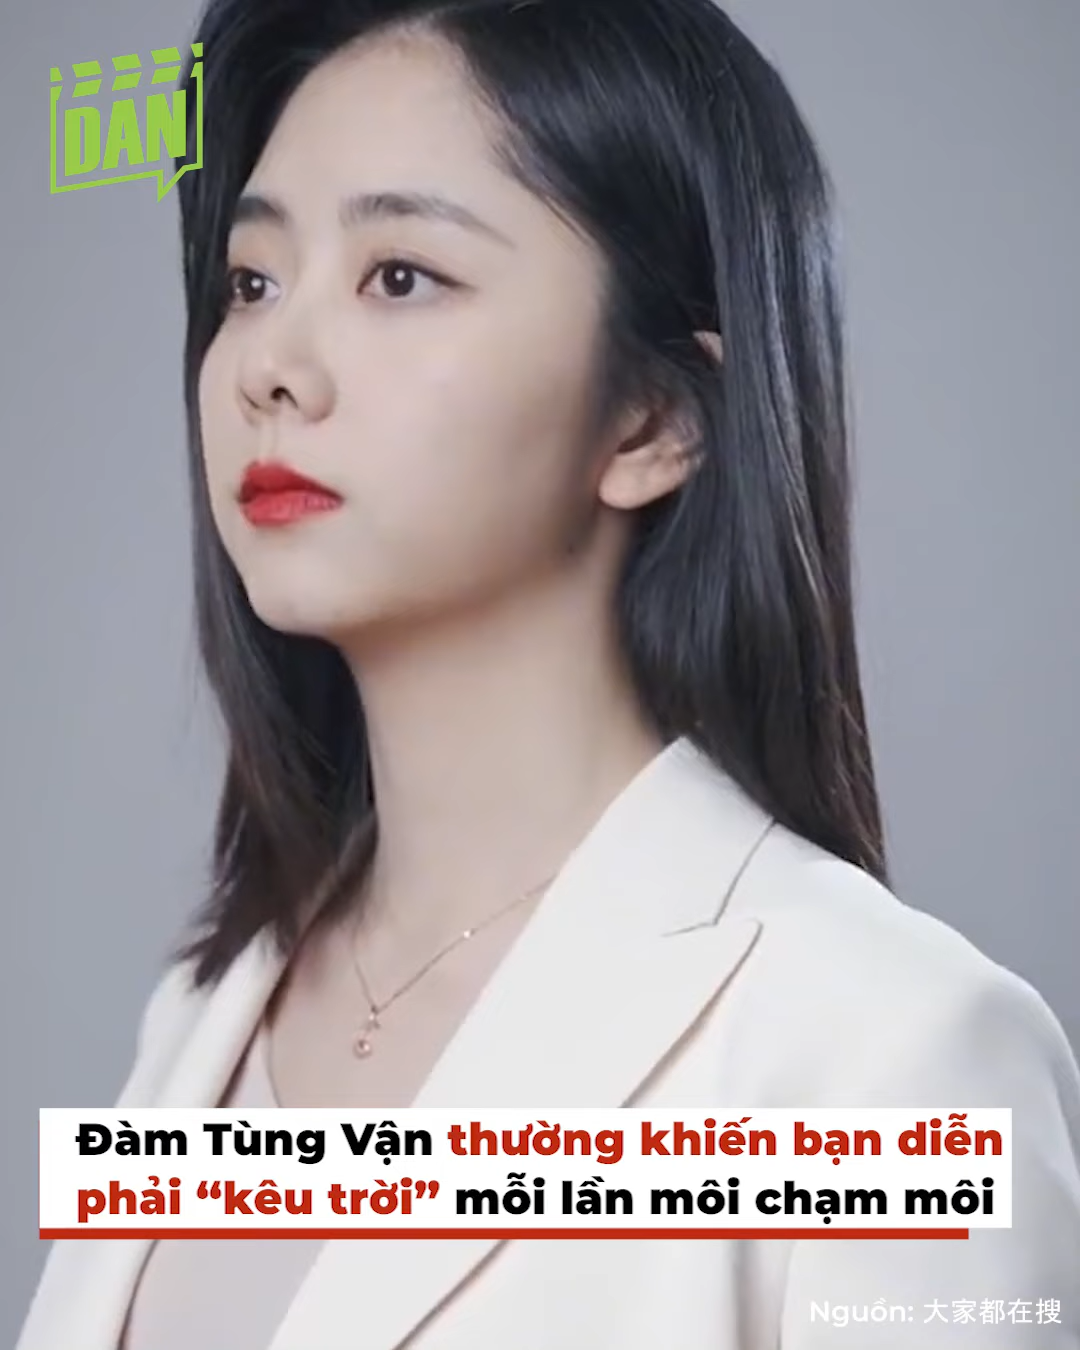 DAN
Đàm Tùng Vận thường khiến bạn diễn
phải “kêu trời” mỗi lần môi chạm môi
Nguồn: 大家都在搜